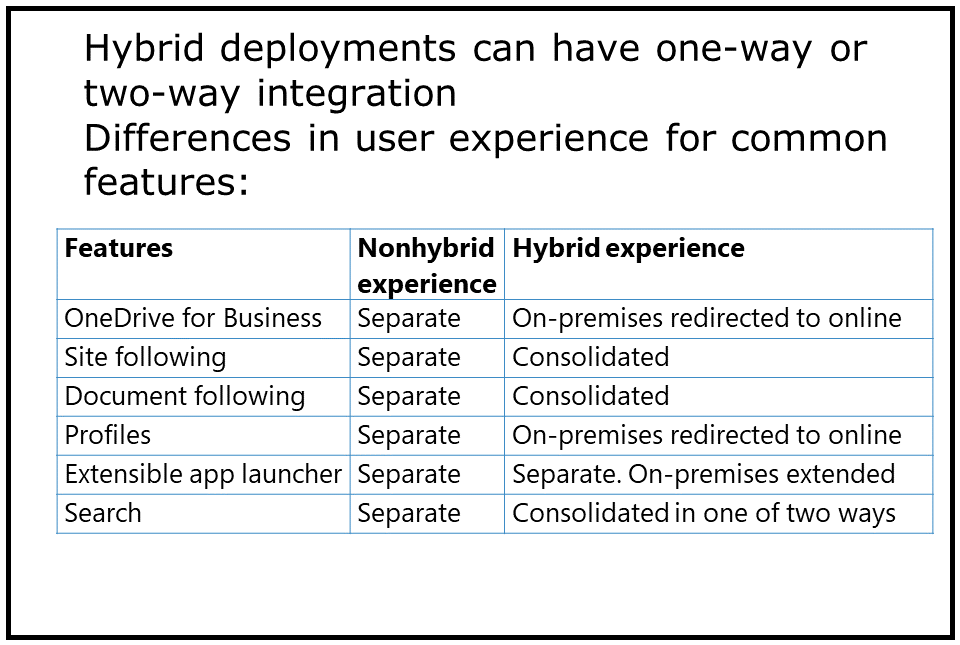 Hybrid deployments can have one-way or
two-way integration
Differences in user experience for common
features:
Features Nonhybrid experience Hybrid experience
OneDrive for Business Separate On-premises redirected to online
Site following Separate Consolidated
Document following Separate Consolidated
Profiles Separate On-premises redirected to online
Extensible app launcher Separate Separate. On-premises extended
Search Separate Consolidated in one of two ways